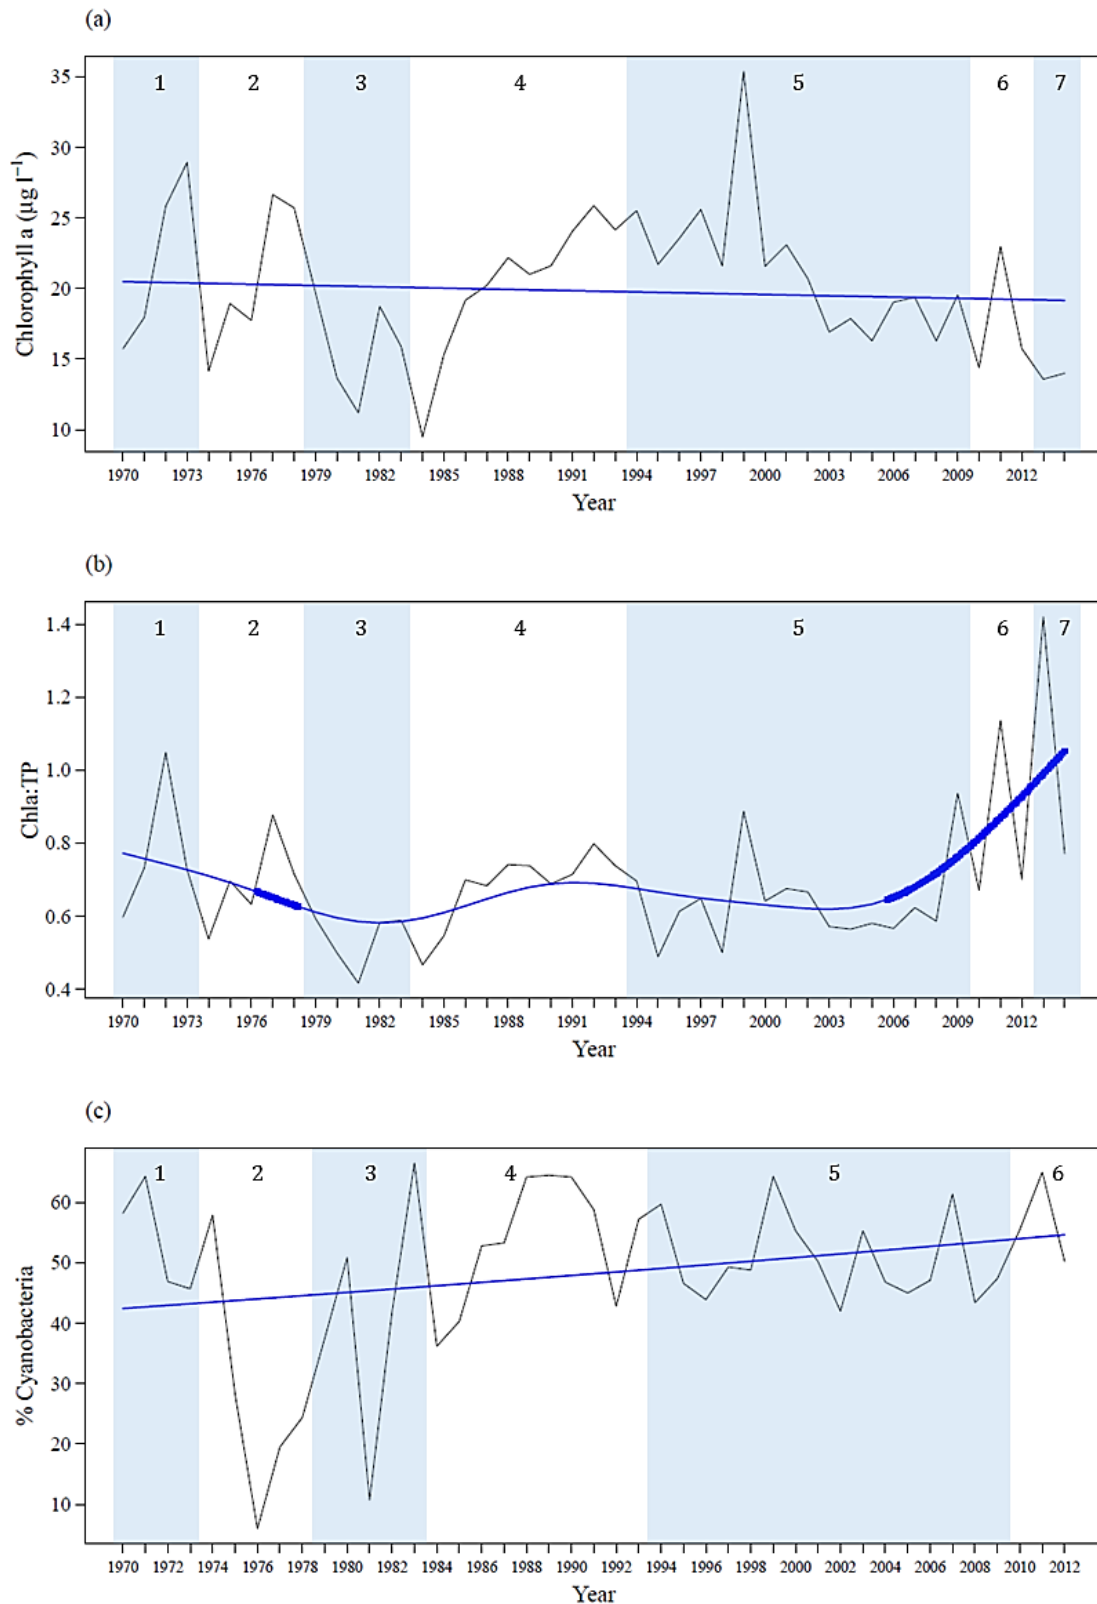 (a)
1 2 3 4 5 6 7
35
30
25
20
15
10
Chlorophyll a (µg l⁻¹)
1970 1973 1976 1979 1982 1985 1988 1991 1994 1997 2000 2003 2006 2009 2012
Year
(b)
1 2 3 4 5 6 7
1.4
1.2
1.0
0.8
0.6
0.4
Chla:TP
1970 1973 1976 1979 1982 1985 1988 1991 1994 1997 2000 2003 2006 2009 2012
Year
(c)
1 2 3 4 5 6
60
50
40
30
20
10
% Cyanobacteria
1970 1972 1974 1976 1978 1980 1982 1984 1986 1988 1990 1992 1994 1996 1998 2000 2002 2004 2006 2008 2010 2012
Year